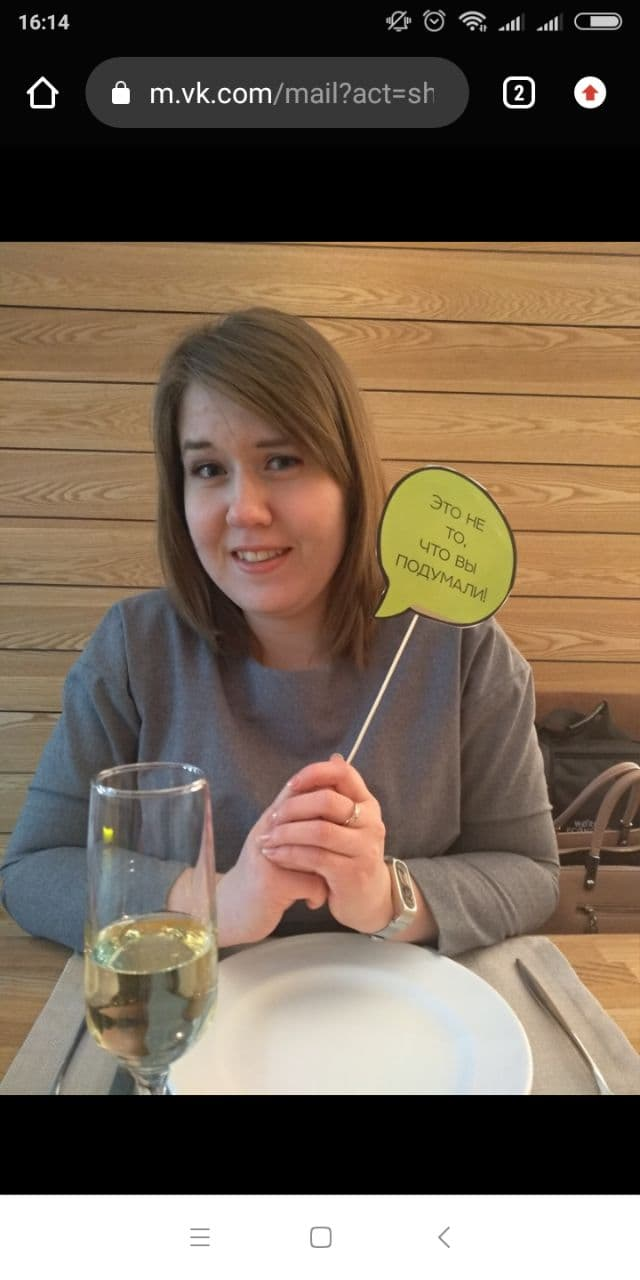 16:14
m.vk.com/mail?act=sh
2
ЭТО НЕ
ТО,
ЧТО ВЫ
ПОДУМАЛИ!